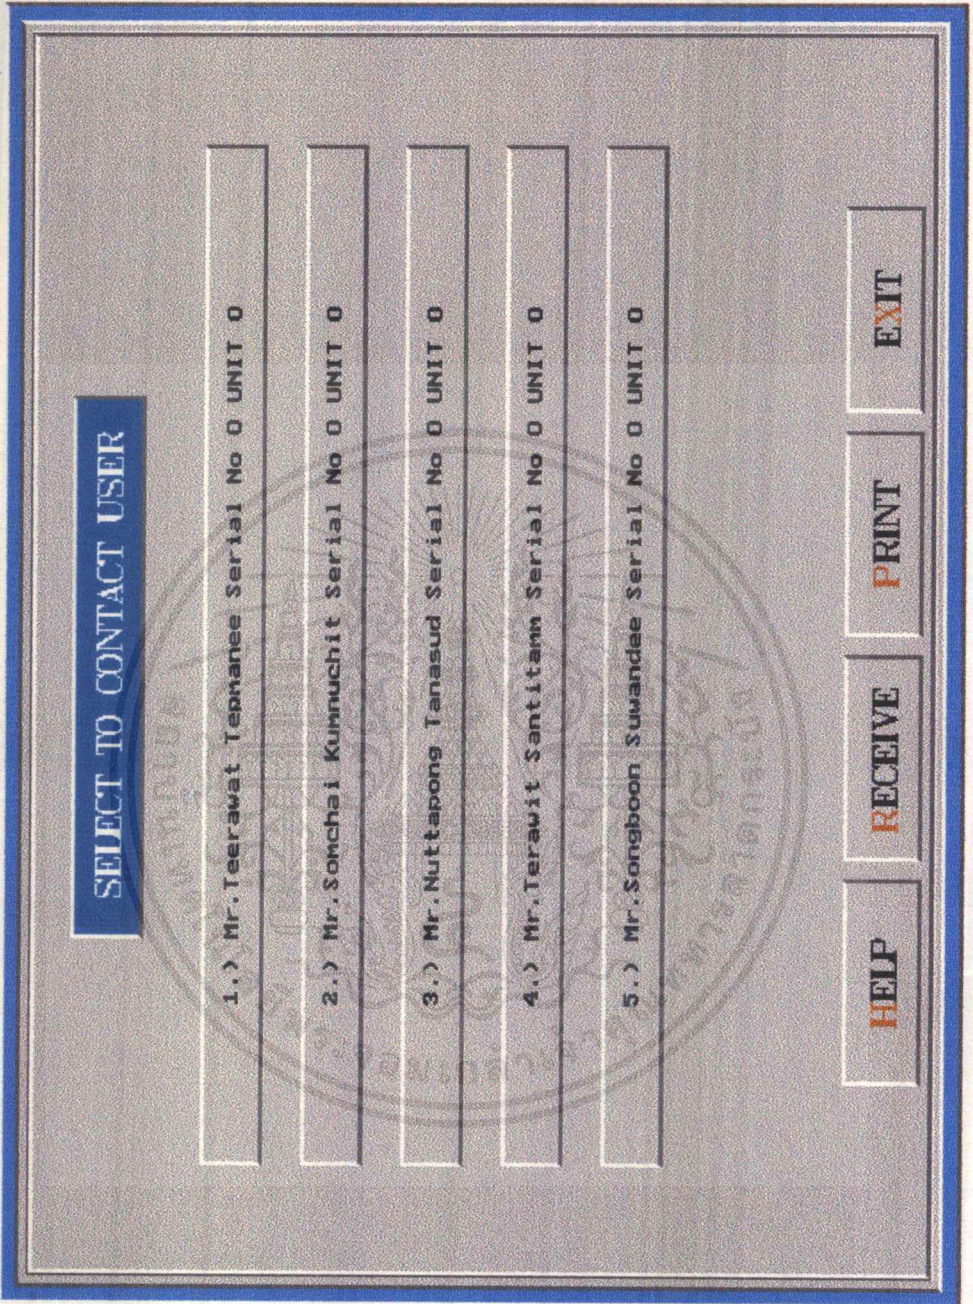 SELECT TO CONTACT USER
1.) Mr.Teerawat Tepmanee Serial No 0 UNIT 0
2.) Mr.Somchai Kumnuchit Serial No 0 UNIT 0
3.) Mr.Nuttapong Tanasud Serial No 0 UNIT 0
4.) Mr.Terawit Santitamm Serial No 0 UNIT 0
5.) Mr.Songboon Suwandee Serial No 0 UNIT 0
HELP RECEIVE PRINT EXIT